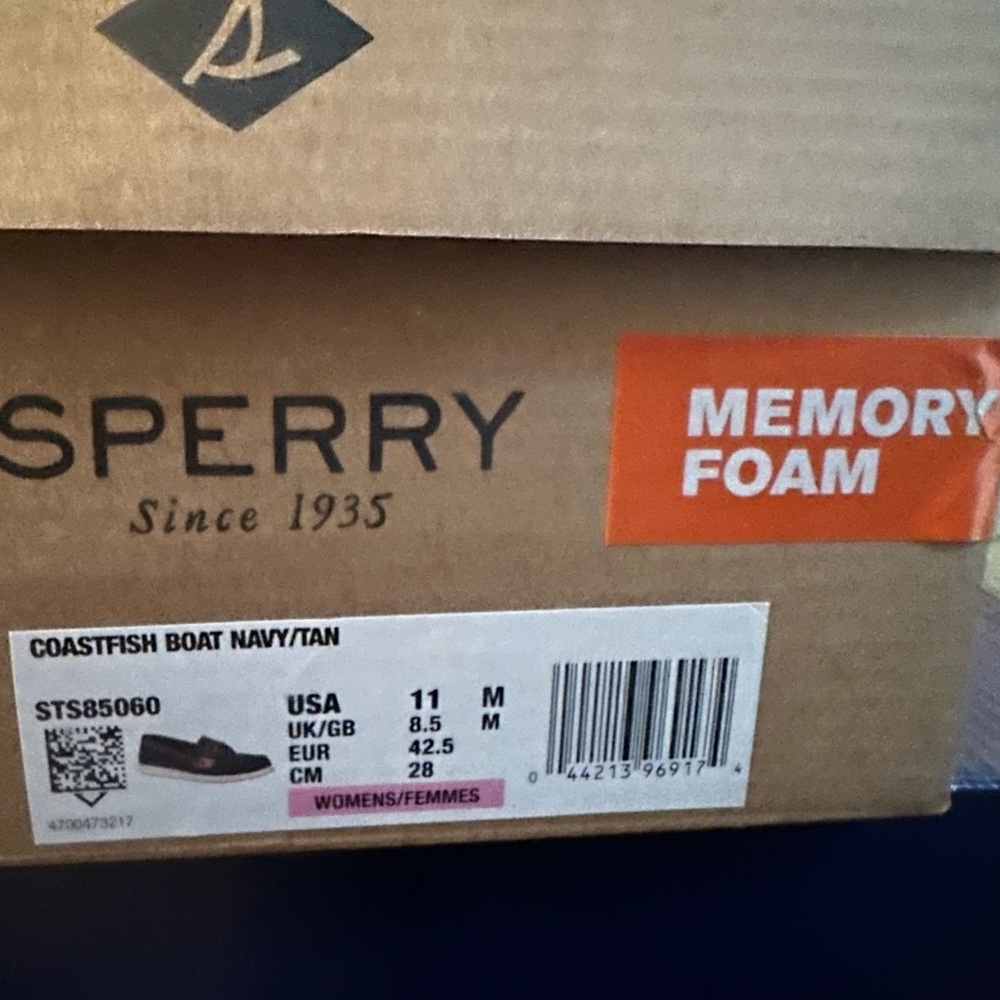 S
SPERRY
Since 1935
MEMORY
FOAM
COASTFISH BOAT NAVY/TAN
STS85060
USA 11 M
UK/GB 8.5 M
EUR 42.5
CM 28
WOMENS/FEMMES
0 44213 96917 4
4700473217